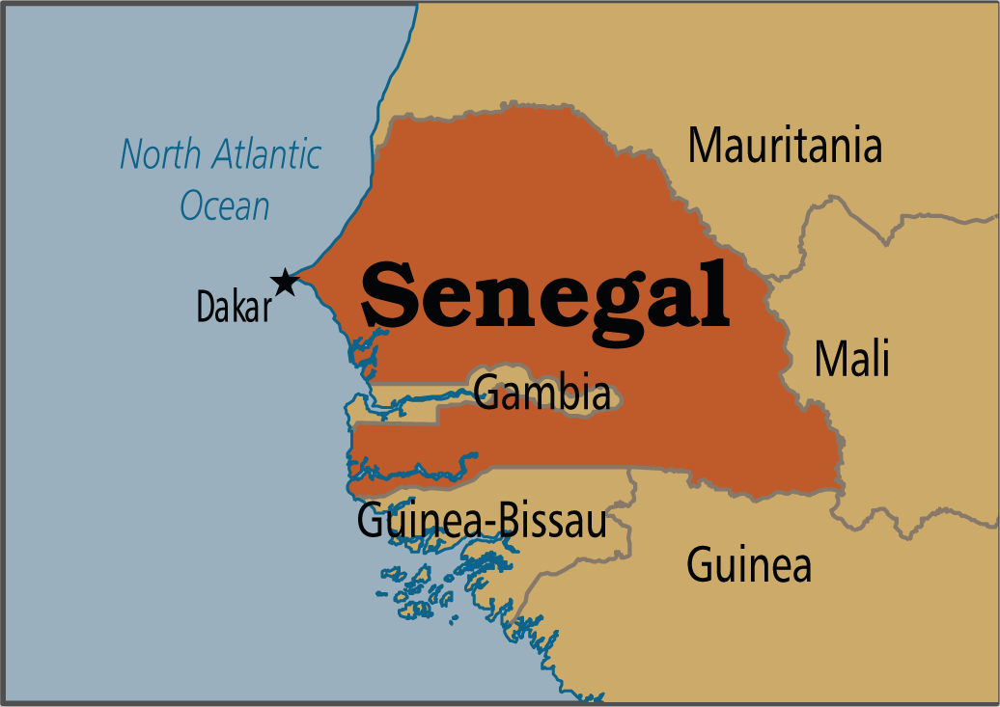 Mauritania
North Atlantic
Ocean
Senegal
Dakar
Mali
Gambia
Guinea-Bissau
Guinea